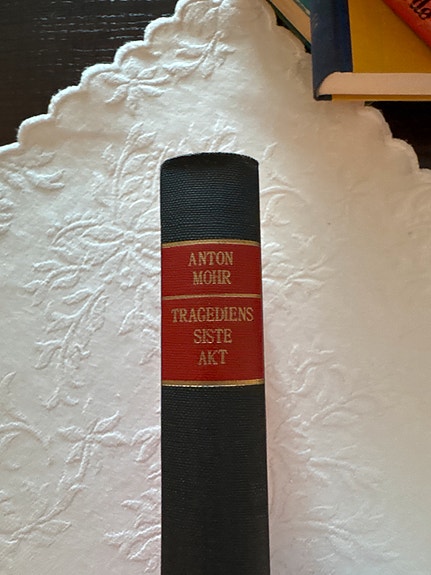 ANTON
MOHR
TRAGEDIENS
SISTE
AKT